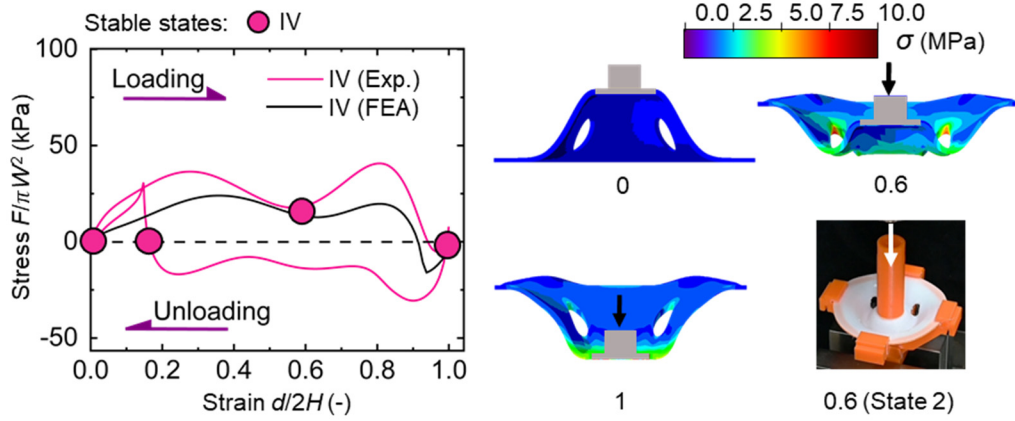 Stable states: IV
Stress F/πW² (kPa)
100
50
0
-50
Loading
IV (Exp.)
IV (FEA)
Unloading
0.0 0.2 0.4 0.6 0.8 1.0
Strain d/2H (-)
0.0 2.5 5.0 7.5 10.0
σ (MPa)
0
0.6
1
0.6 (State 2)